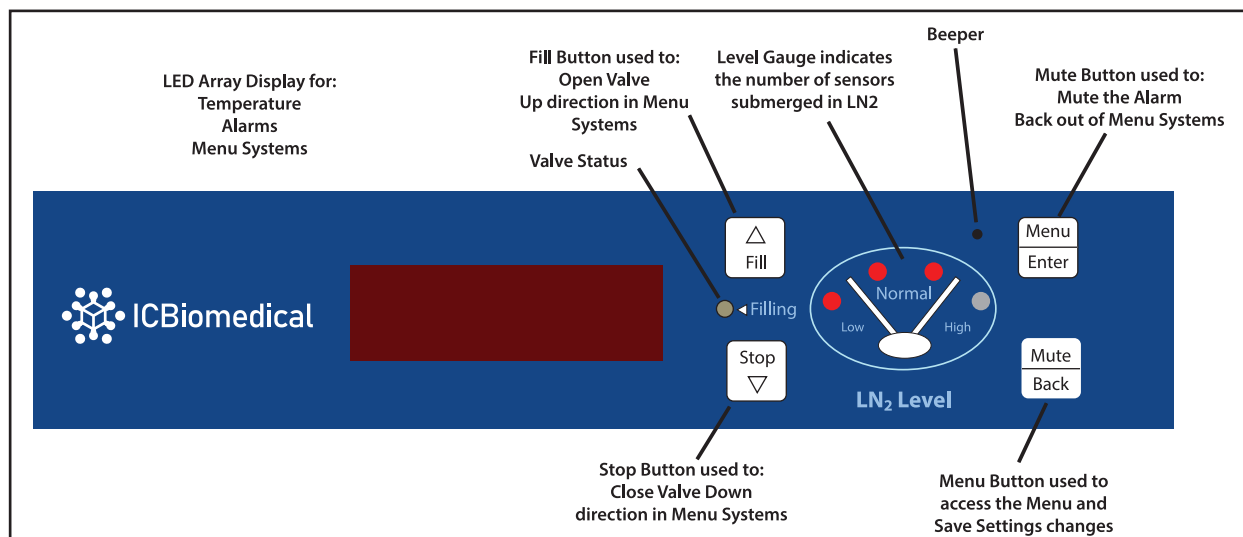 LED Array Display for:
Temperature
Alarms
Menu Systems
Fill Button used to:
Open Valve
Up direction in Menu
Systems
Valve Status
Level Gauge indicates
the number of sensors
submerged in LN2
Beeper
Mute Button used to:
Mute the Alarm
Back out of Menu Systems
ICBiomedical
△
Fill
◄ Filling
Stop
▽
Normal
Low
High
LN₂ Level
Menu
Enter
Mute
Back
Stop Button used to:
Close Valve Down
direction in Menu Systems
Menu Button used to
access the Menu and
Save Settings changes